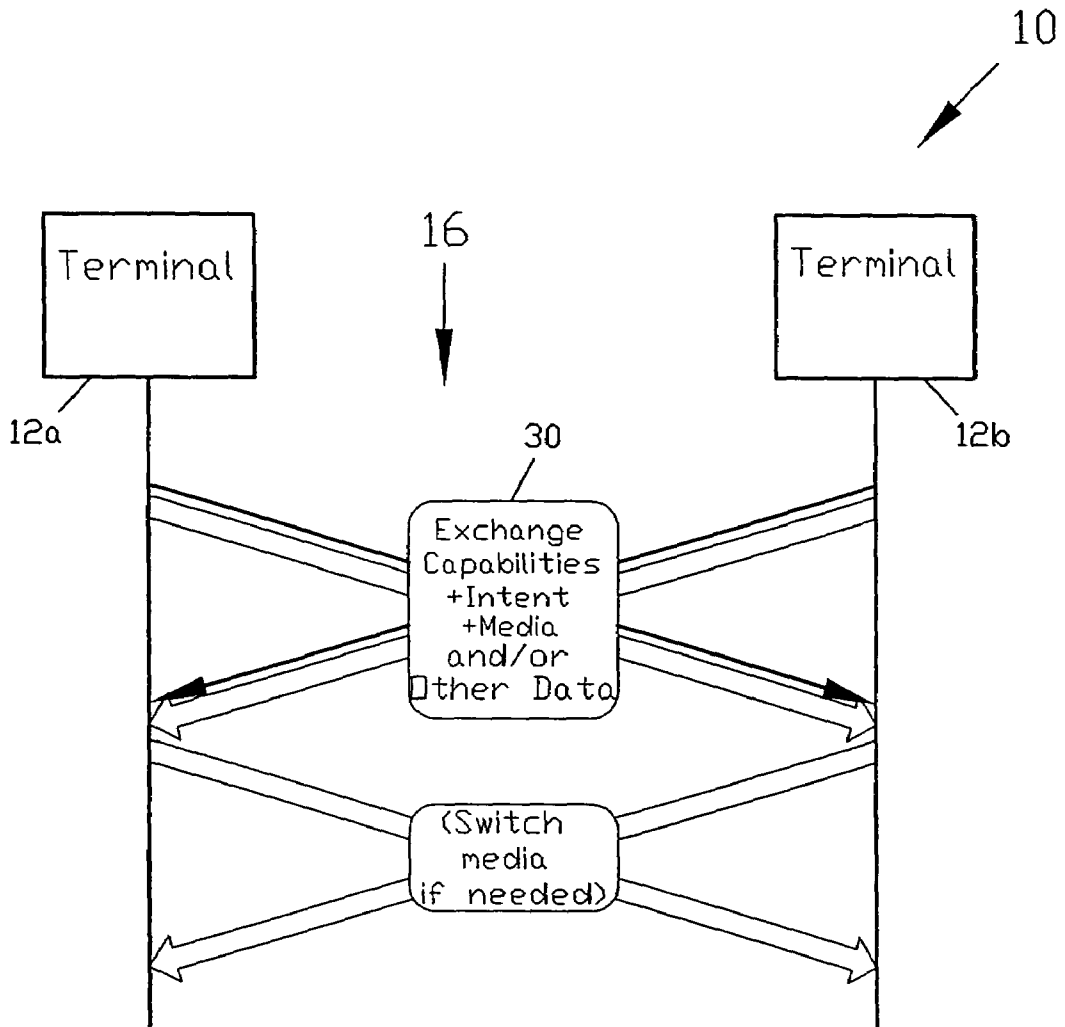 10
Terminal
16
Terminal
12a
30
12b
Exchange
Capabilities
+Intent
+Media
and/or
Other Data
(Switch
media
if needed)